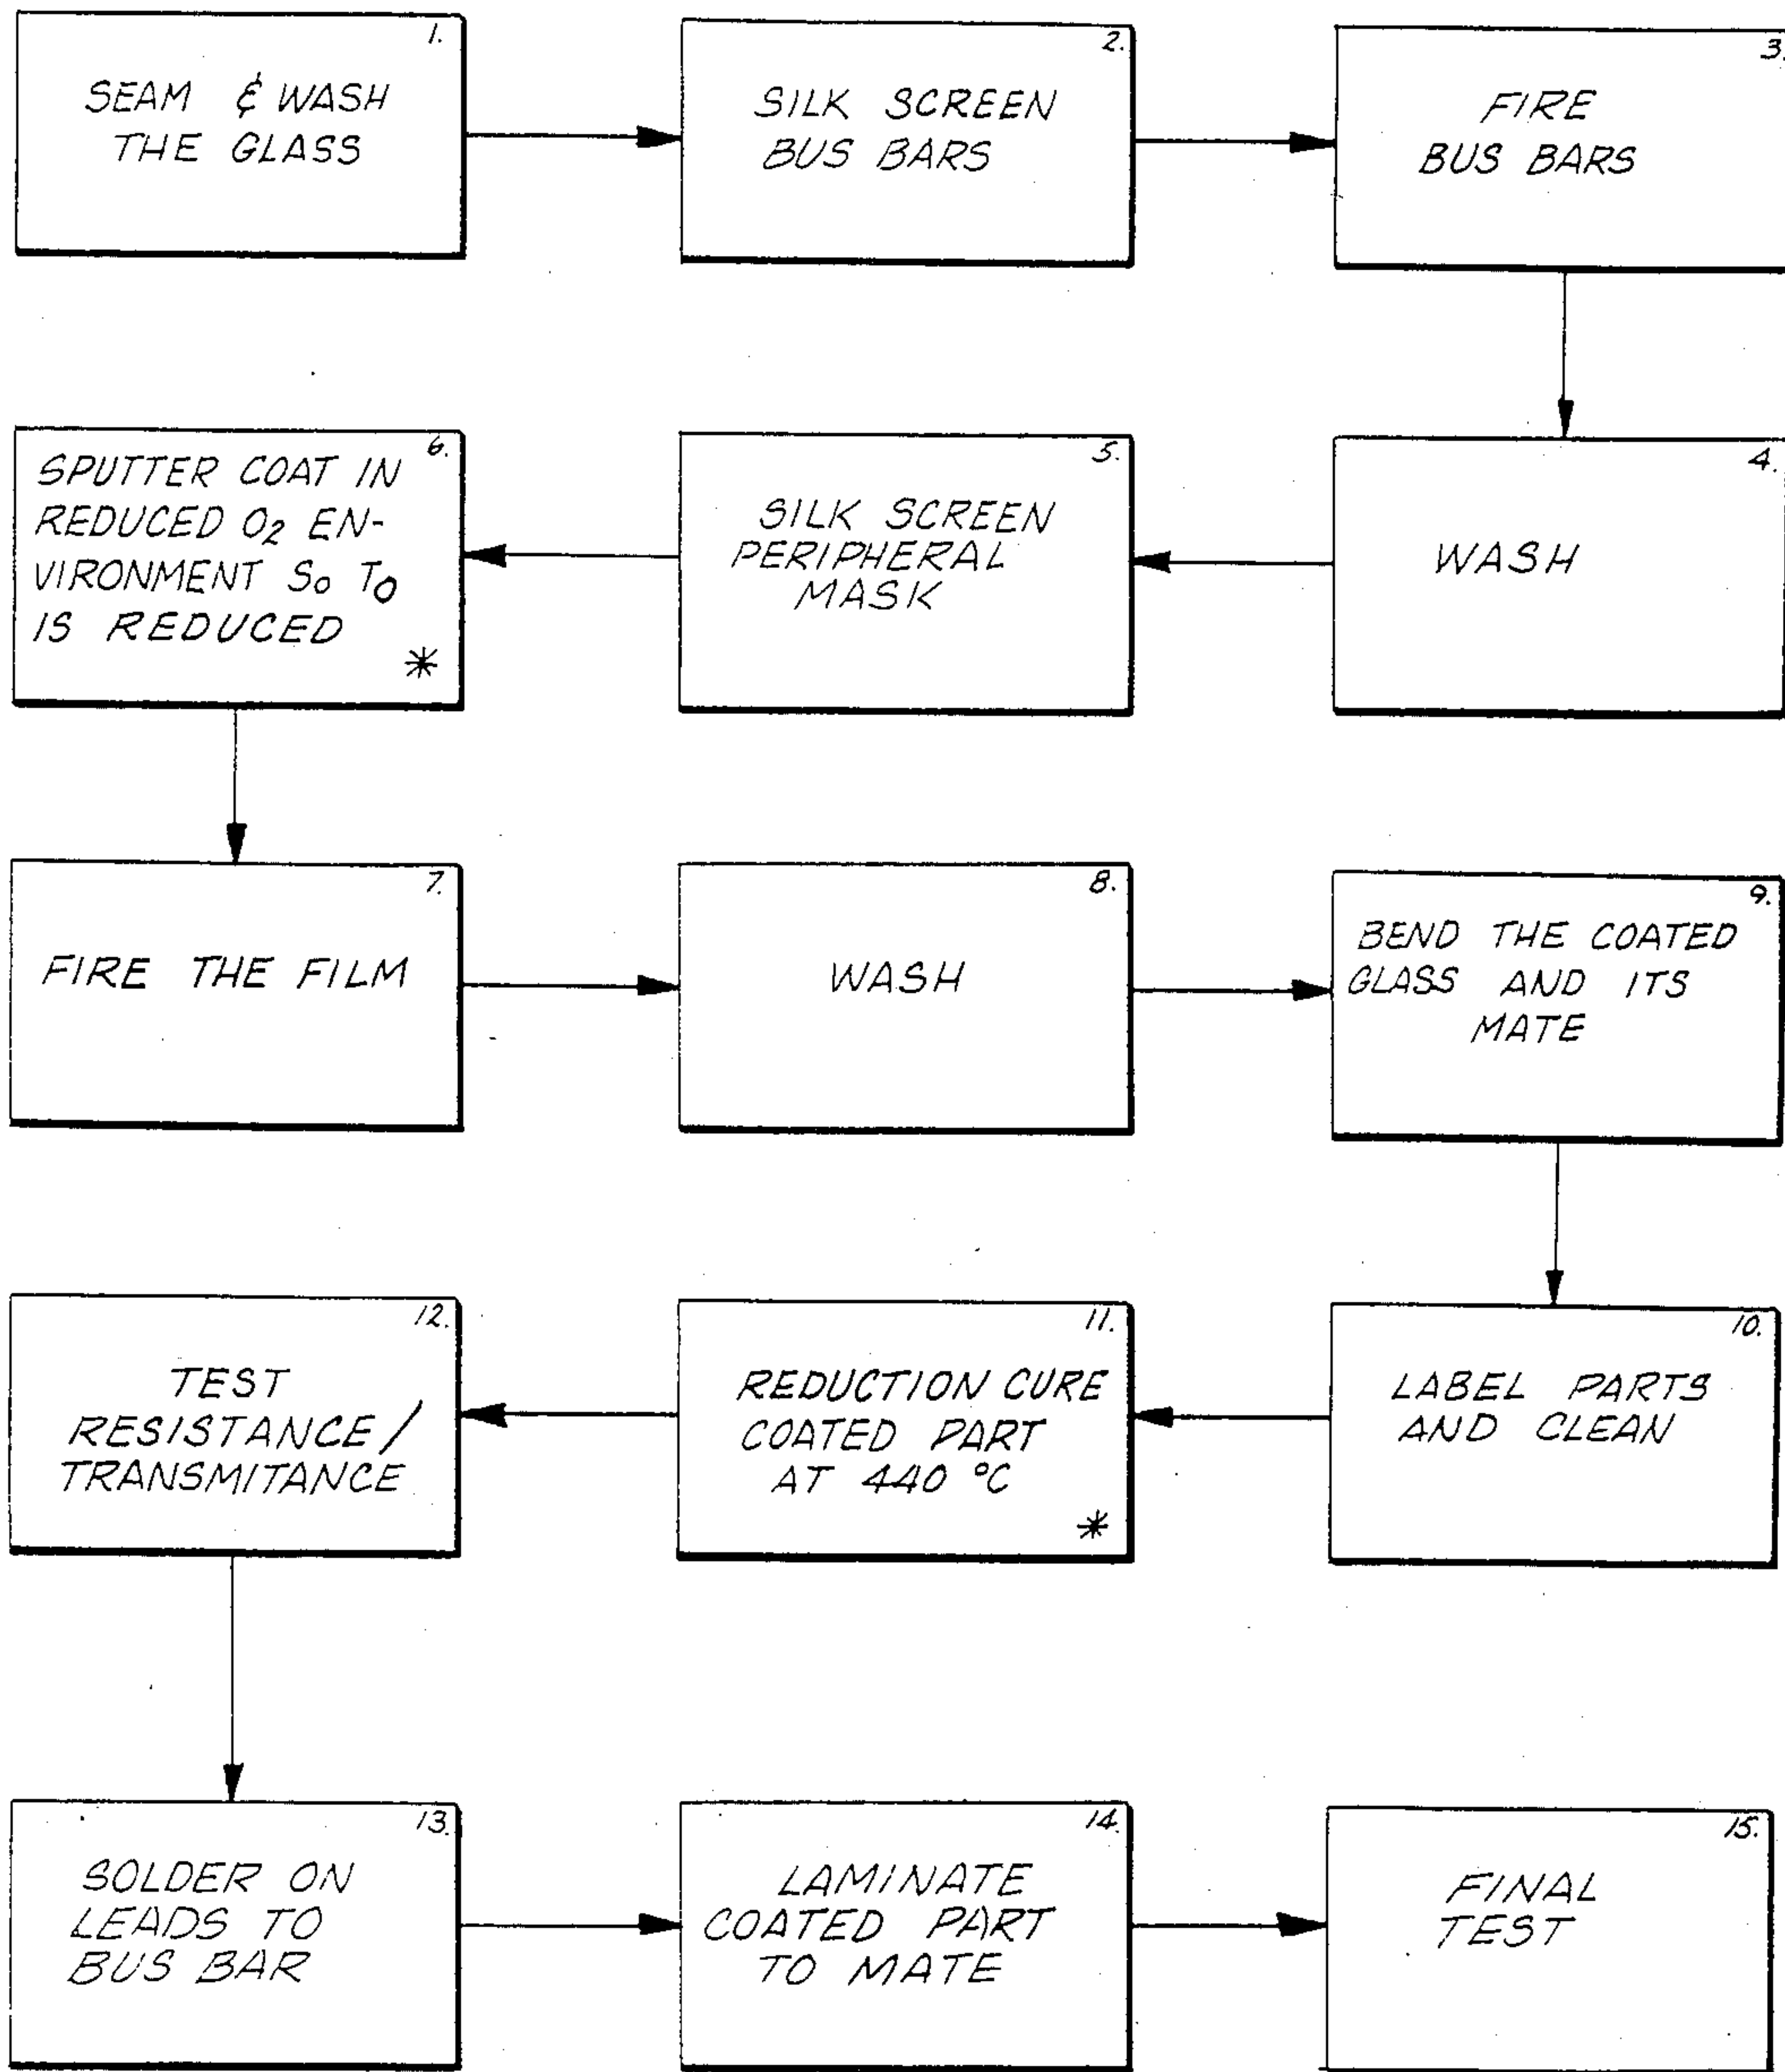 1.
SEAM & WASH
THE GLASS
2.
SILK SCREEN
BUS BARS
3.
FIRE
BUS BARS
4.
WASH
5.
SILK SCREEN
PERIPHERAL
MASK
6.
SPUTTER COAT IN
REDUCED O2 EN-
VIRONMENT So TO
IS REDUCED
*
7.
FIRE THE FILM
8.
WASH
9.
BEND THE COATED
GLASS AND ITS
MATE
10.
LABEL PARTS
AND CLEAN
11.
REDUCTION CURE
COATED PART
AT 440 °C
*
12.
TEST
RESISTANCE/
TRANSMITANCE
13.
SOLDER ON
LEADS TO
BUS BAR
14.
LAMINATE
COATED PART
TO MATE
15.
FINAL
TEST